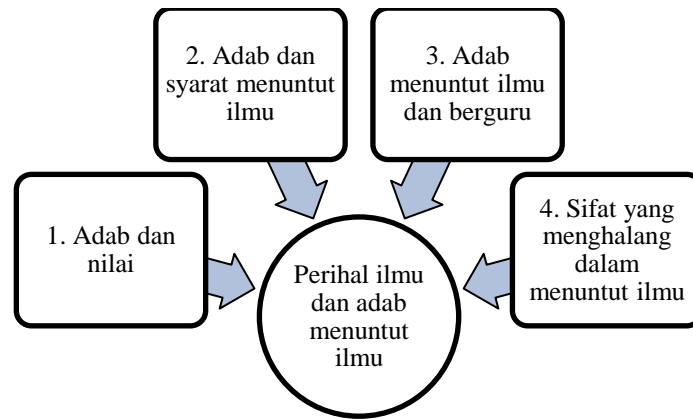 1. Adab dan
nilai
2. Adab dan
syarat menuntut
ilmu
3. Adab
menuntut ilmu
dan berguru
4. Sifat yang
menghalang
dalam
menuntut ilmu
Perihal ilmu
dan adab
menuntut
ilmu